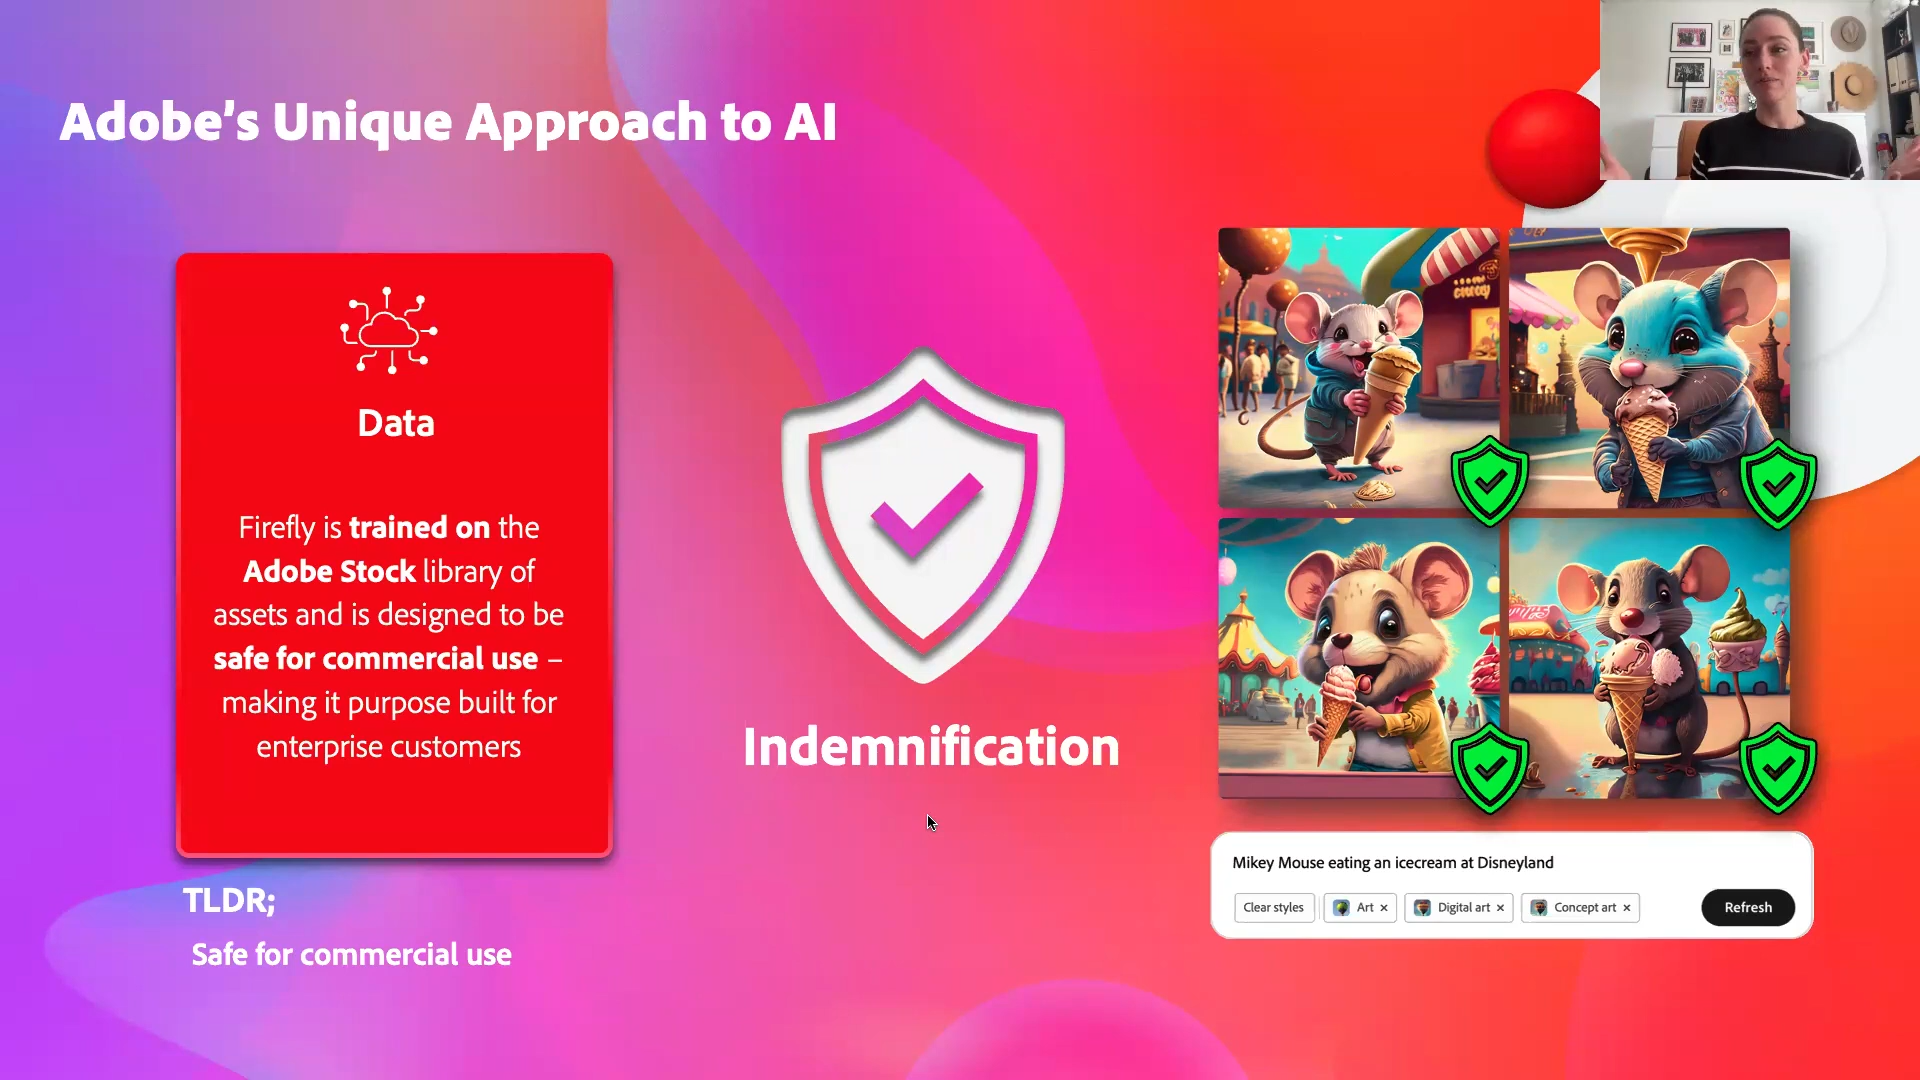 Adobe's Unique Approach to AI
Data
Firefly is trained on the
Adobe Stock library of
assets and is designed to be
safe for commercial use –
making it purpose built for
enterprise customers
TLDR;
Safe for commercial use
Indemnification
Mikey Mouse eating an icecream at Disneyland
Clear styles
Art ×
Digital art ×
Concept art ×
Refresh